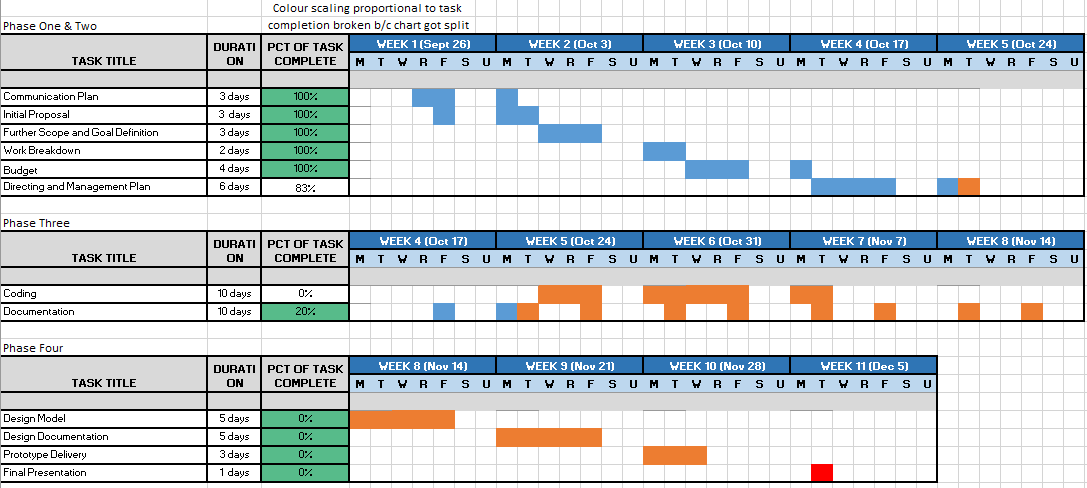 Colour scaling proportional to task
Phase One & Two completion broken b/c chart got split
TASK TITLE DURATI ON PCT OF TASK COMPLETE WEEK 1 (Sept 26) WEEK 2 (Oct 3) WEEK 3 (Oct 10) WEEK 4 (Oct 17) WEEK 5 (Oct 24)
M T W R F S U M T W R F S U M T W R F S U M T W R F S U M T W R F S U
Communication Plan 3 days 100%
Initial Proposal 3 days 100%
Further Scope and Goal Definition 3 days 100%
Work Breakdown 2 days 100%
Budget 4 days 100%
Directing and Management Plan 6 days 83%
Phase Three
TASK TITLE DURATI ON PCT OF TASK COMPLETE WEEK 4 (Oct 17) WEEK 5 (Oct 24) WEEK 6 (Oct 31) WEEK 7 (Nov 7) WEEK 8 (Nov 14)
M T W R F S U M T W R F S U M T W R F S U M T W R F S U M T W R F S U
Coding 10 days 0%
Documentation 10 days 20%
Phase Four
TASK TITLE DURATI ON PCT OF TASK COMPLETE WEEK 8 (Nov 14) WEEK 9 (Nov 21) WEEK 10 (Nov 28) WEEK 11 (Dec 5)
M T W R F S U M T W R F S U M T W R F S U M T W R F S U
Design Model 5 days 0%
Design Documentation 5 days 0%
Prototype Delivery 3 days 0%
Final Presentation 1 days 0%